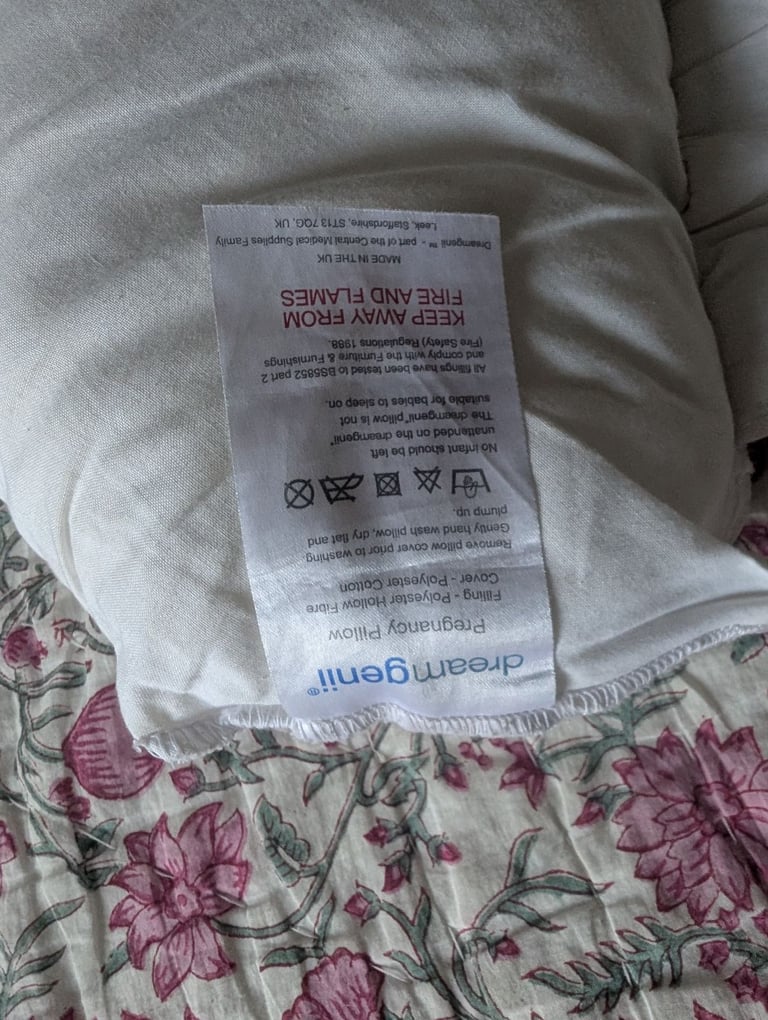 dreamgenii®
Pregnancy Pillow
Filling - Polyester Hollow Fibre
Cover - Polyester Cotton
Remove pillow cover prior to washing.
Gently hand wash pillow, dry flat and
plump up.
No infant should be left
unattended on the dreamgenii®
The dreamgenii® pillow is not
suitable for babies to sleep on.
All fillings have been tested to BS5852 part 2
and comply with the Furniture & Furnishings
(Fire Safety) Regulations 1988.
KEEP AWAY FROM
FIRE AND FLAMES
MADE IN THE UK
Dreamgenii ™ - part of the Central Medical Supplies Family
Leek, Staffordshire, ST13 7QG, UK